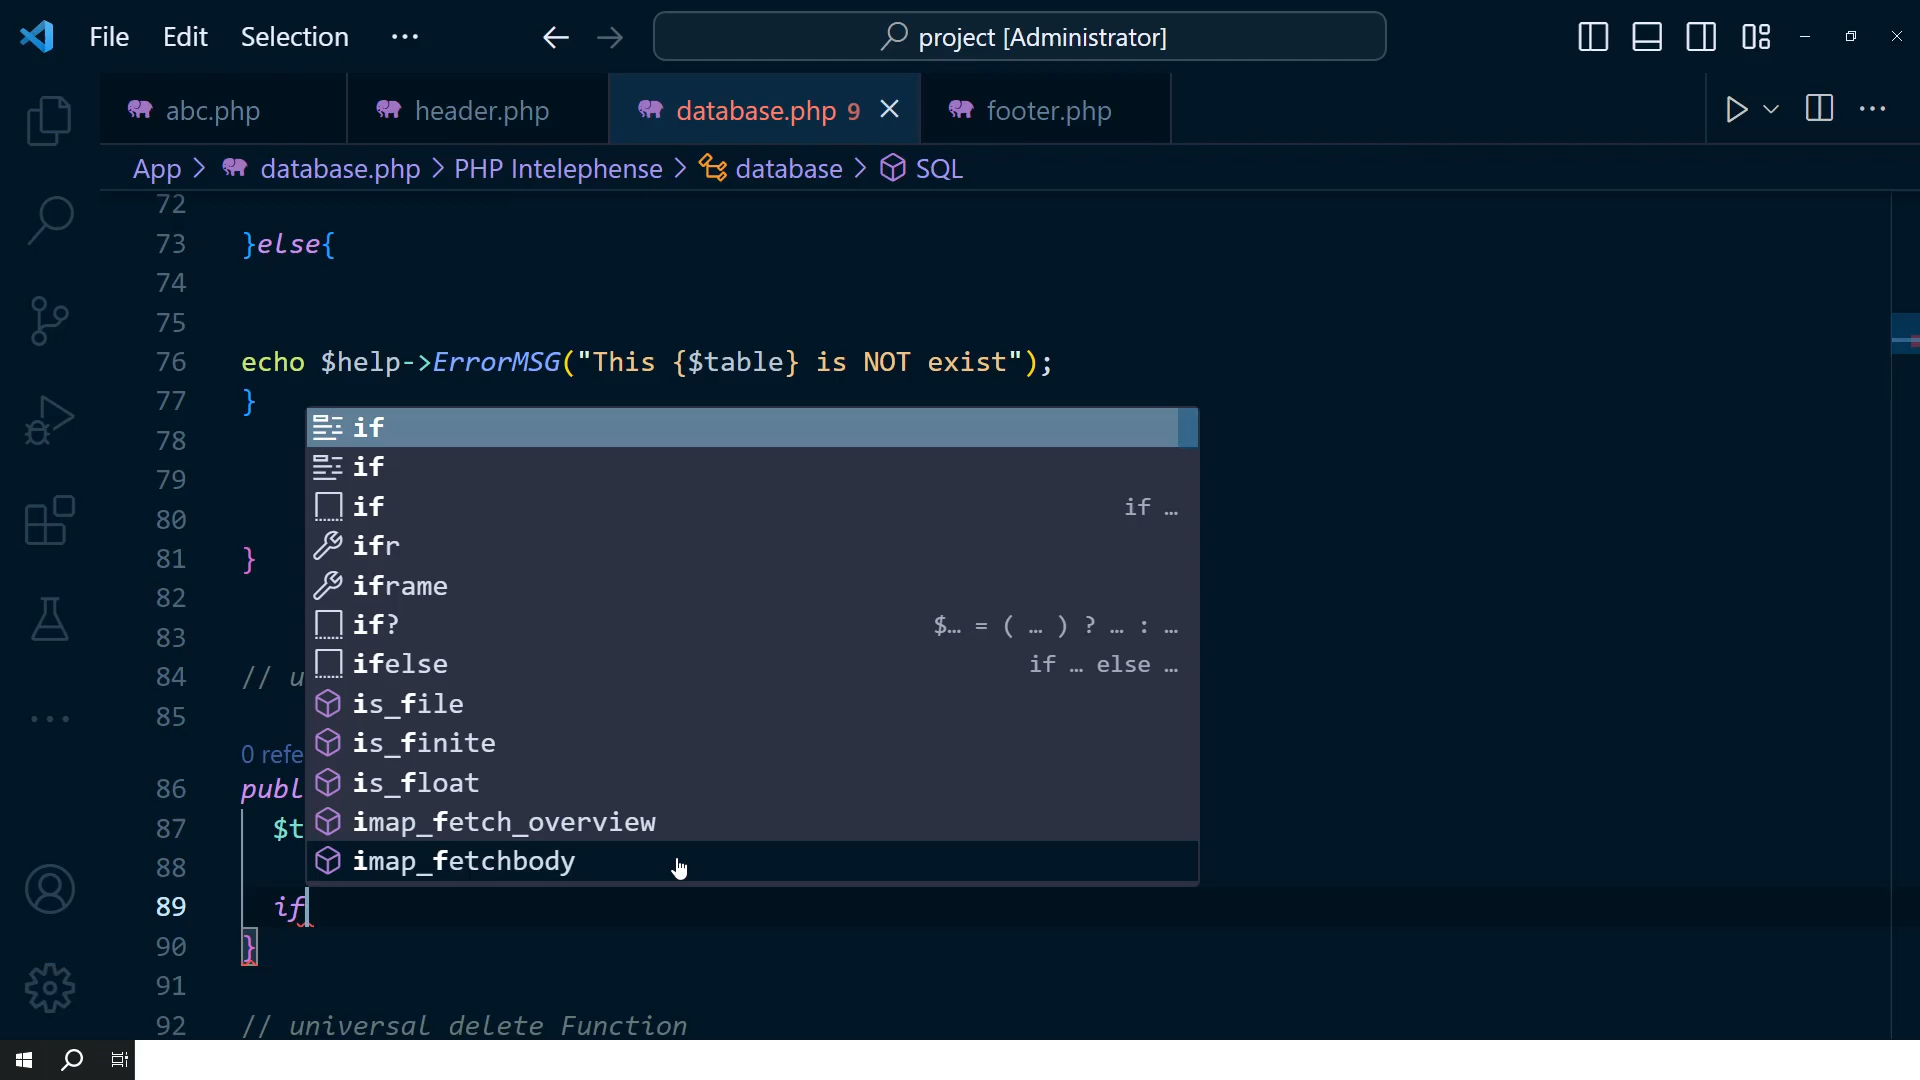 File Edit Selection ···
project [Administrator]
abc.php header.php database.php 9 footer.php
App > database.php > PHP Intelephense > database > SQL
72
73 }else{
74
75
76 echo $help->ErrorMSG("This {$table} is NOT exist");
77 }
78
79
80
81 }
82
83
84 // u
85
0 refe
86 publ
87 $t
88
89 if
90 }
91
92 // universal delete Function
if
if
if if …
ifr
iframe
if? $… = ( … ) ? … : …
ifelse if … else …
is_file
is_finite
is_float
imap_fetch_overview
imap_fetchbody